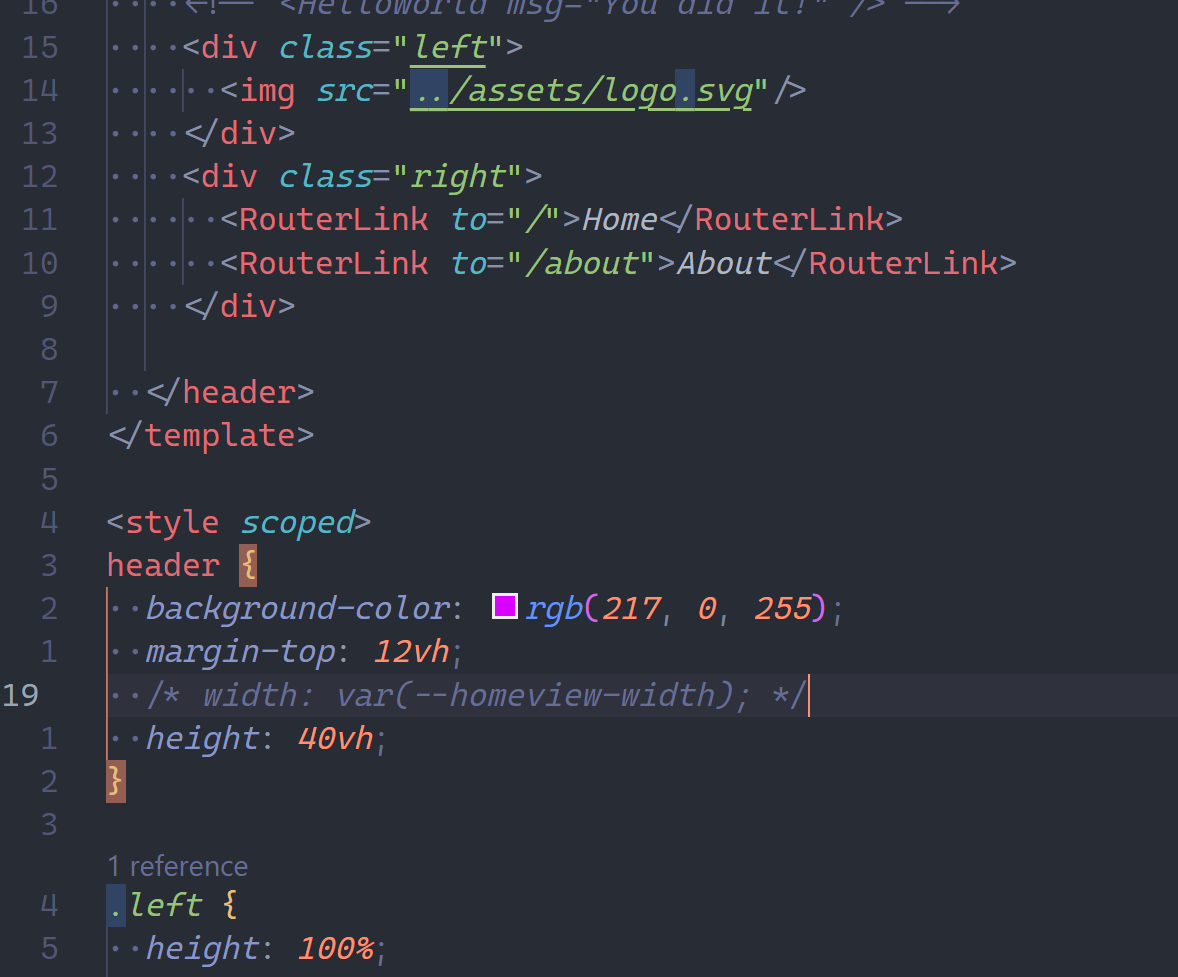 16 <!-- <HelloWorld msg="You did it!" /> -->
15 <div class="left">
14 <img src="../assets/logo.svg"/>
13 </div>
12 <div class="right">
11 <RouterLink to="/">Home</RouterLink>
10 <RouterLink to="/about">About</RouterLink>
9 </div>
8
7 </header>
6 </template>
5
4 <style scoped>
3 header {
2 background-color: rgb(217, 0, 255);
1 margin-top: 12vh;
19 /* width: var(--homeview-width); */
1 height: 40vh;
2 }
3
1 reference
4 .left {
5 height: 100%;